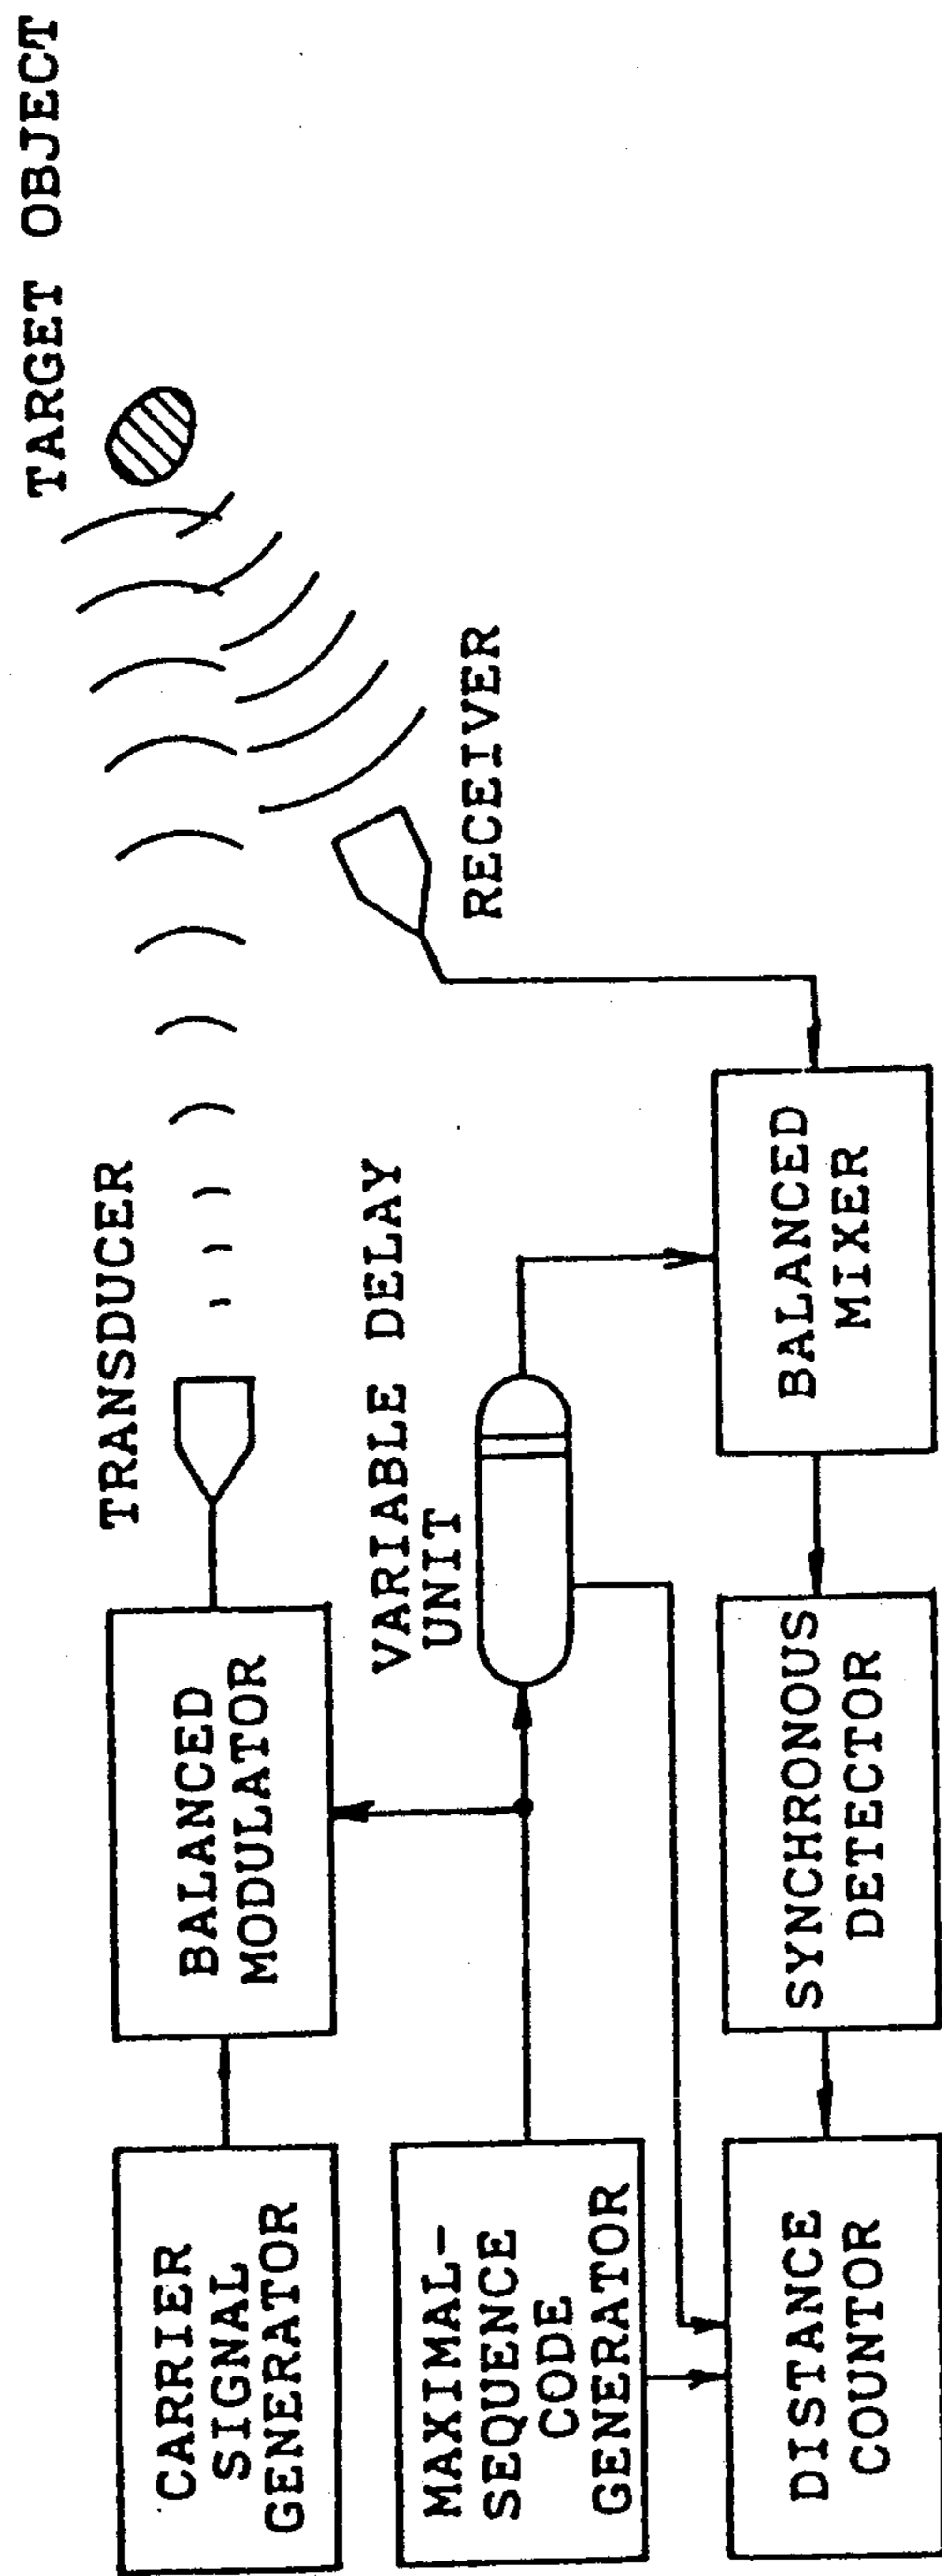 TARGET OBJECT
TRANSDUCER
RECEIVER
CARRIER
SIGNAL
GENERATOR
BALANCED
MODULATOR
VARIABLE DELAY
UNIT
MAXIMAL-
SEQUENCE
CODE
GENERATOR
DISTANCE
COUNTOR
SYNCHRONOUS
DETECTOR
BALANCED
MIXER